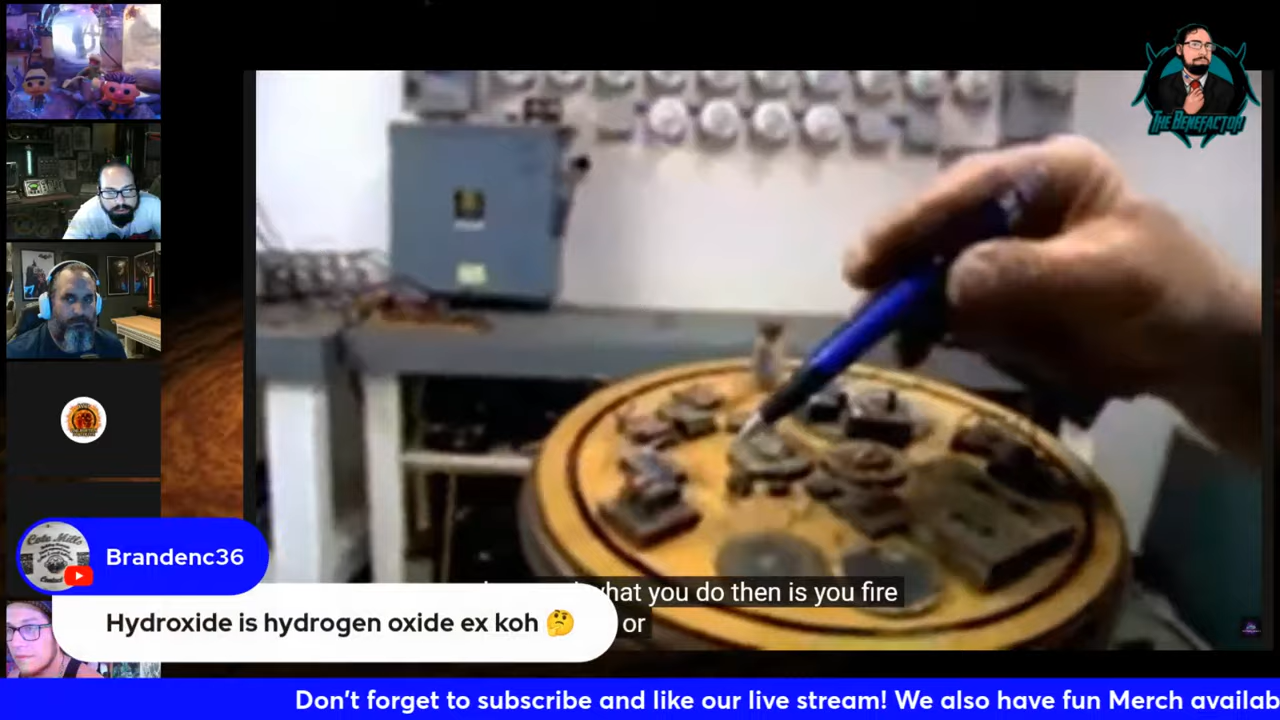 THE BENEFACTOR
what you do then is you fire
or
Brandenc36
Hydroxide is hydrogen oxide ex koh 🤔
Don't forget to subscribe and like our live stream! We also have fun Merch availab